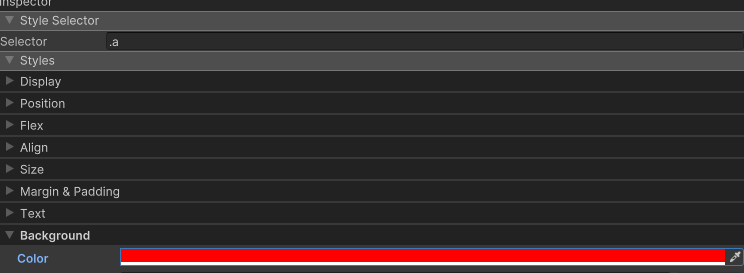 Inspector
Style Selector
Selector .a
Styles
Display
Position
Flex
Align
Size
Margin & Padding
Text
Background
Color